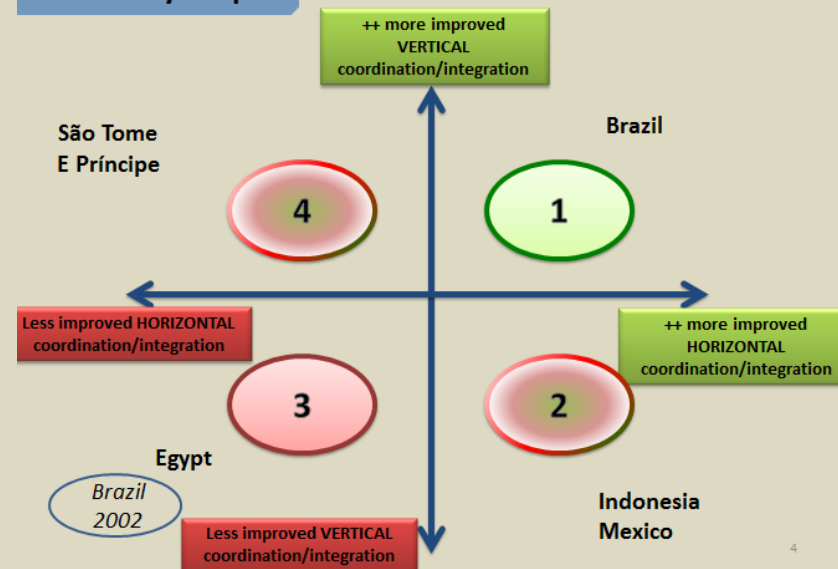 ++ more improved
VERTICAL
coordination/integration
São Tome
E Príncipe
Brazil
4
1
Less improved HORIZONTAL
coordination/integration
++ more improved
HORIZONTAL
coordination/integration
3
2
Egypt
Brazil
2002
Indonesia
Mexico
Less improved VERTICAL
coordination/integration
4